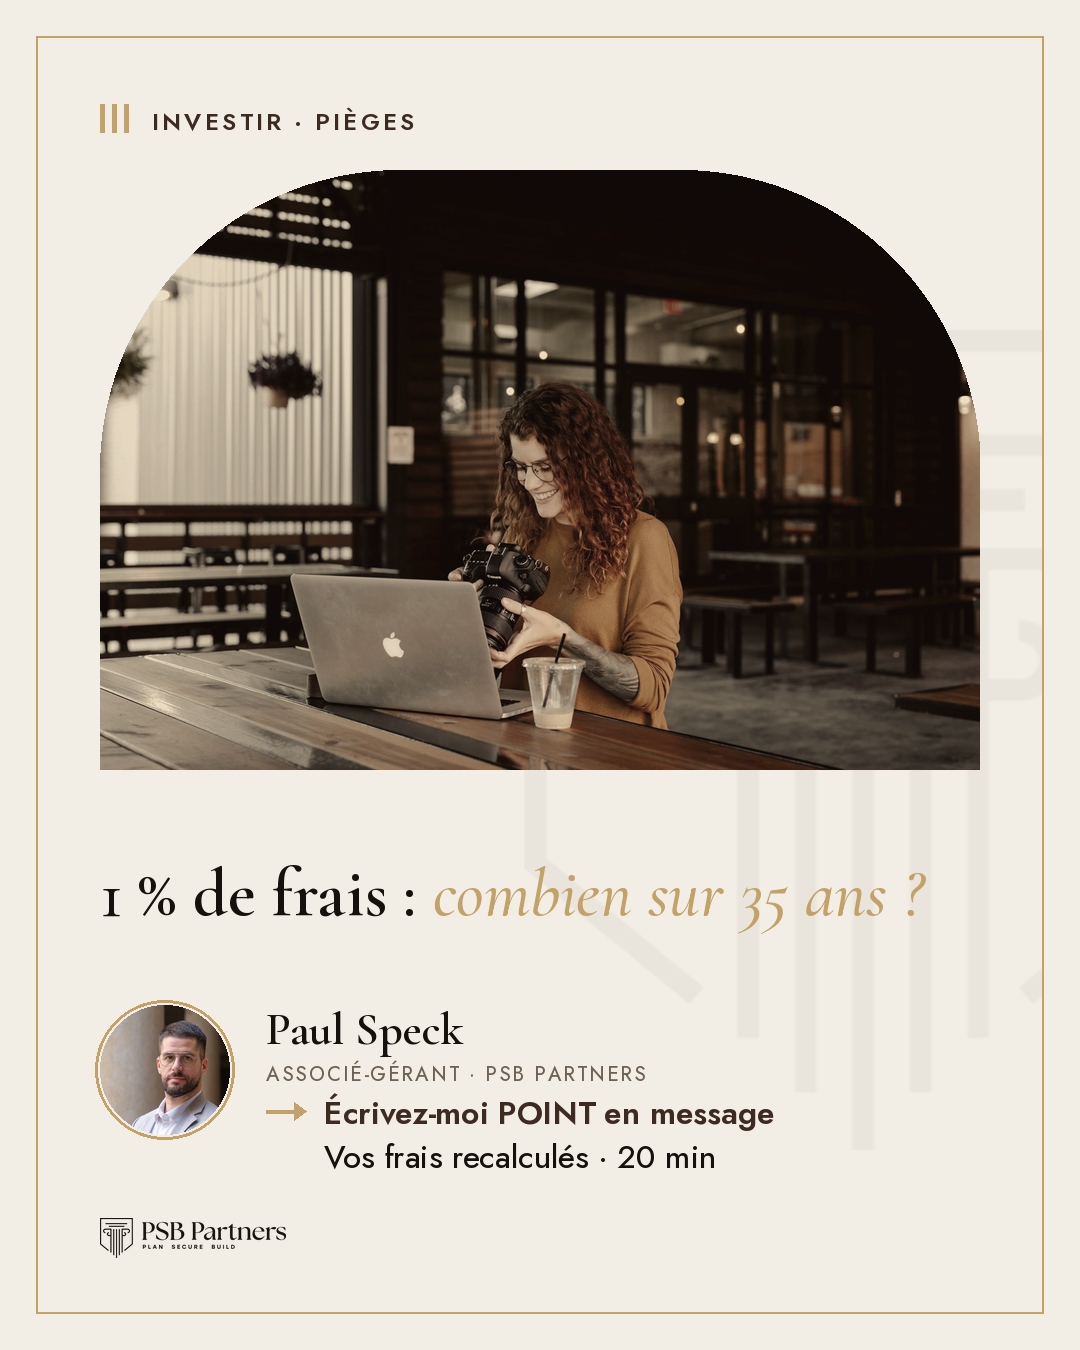 INVESTIR · PIÈGES
1 % de frais : combien sur 35 ans ?
Paul Speck
ASSOCIÉ-GÉRANT · PSB PARTNERS
Écrivez-moi POINT en message
Vos frais recalculés · 20 min
PSB Partners
PLAN SECURE BUILD